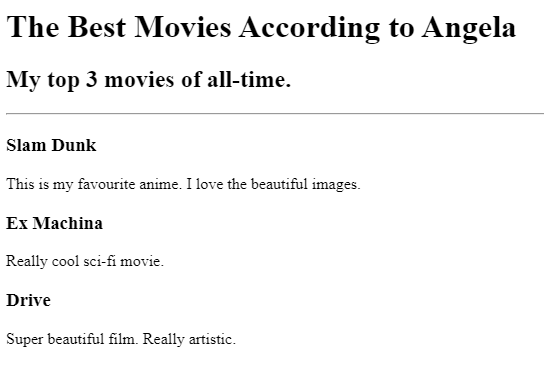 The Best Movies According to Angela
My top 3 movies of all-time.
Slam Dunk
This is my favourite anime. I love the beautiful images.
Ex Machina
Really cool sci-fi movie.
Drive
Super beautiful film. Really artistic.